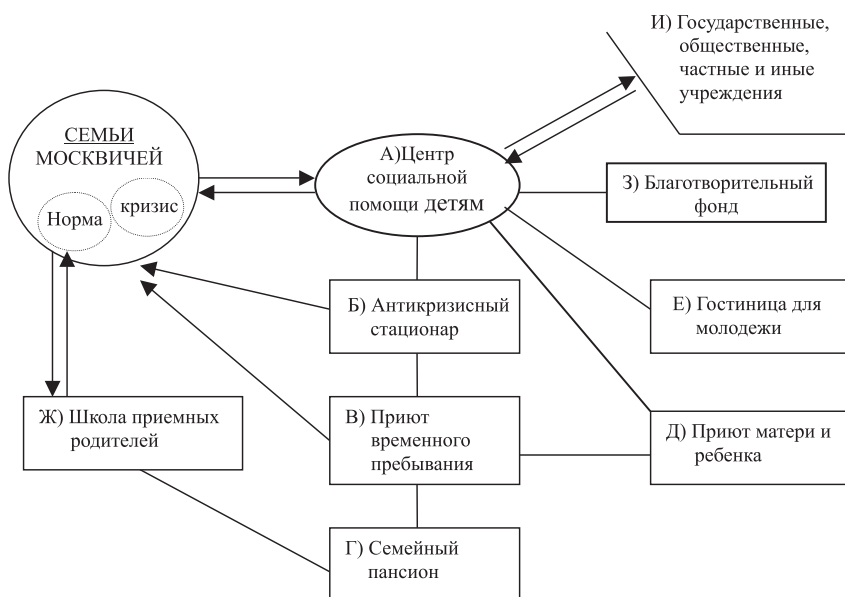 И) Государственные,
общественные,
частные и иные
учреждения
СЕМЬИ
МОСКВИЧЕЙ
Норма
кризис
А)Центр
социальной
помощи детям
З) Благотворительный
фонд
Б) Антикризисный
стационар
Е) Гостиница для
молодежи
Ж) Школа приемных
родителей
В) Приют
временного
пребывания
Д) Приют матери и
ребенка
Г) Семейный
пансион